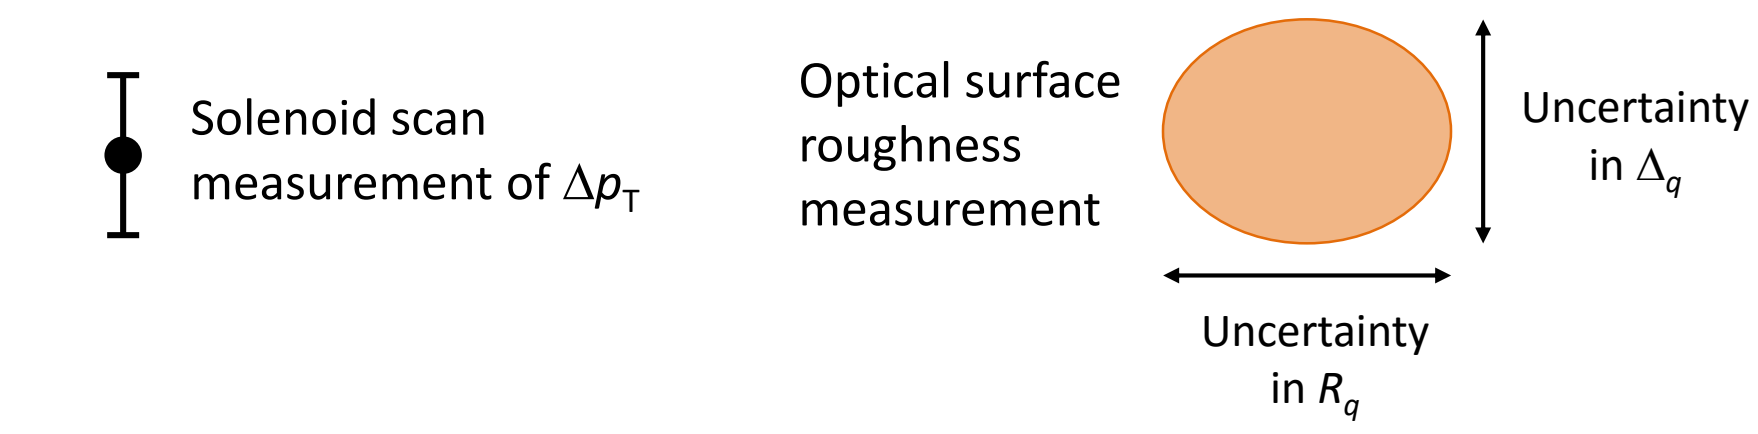 Solenoid scan
measurement of Δp_T
Optical surface
roughness
measurement
Uncertainty
in Δ_q
Uncertainty
in R_q